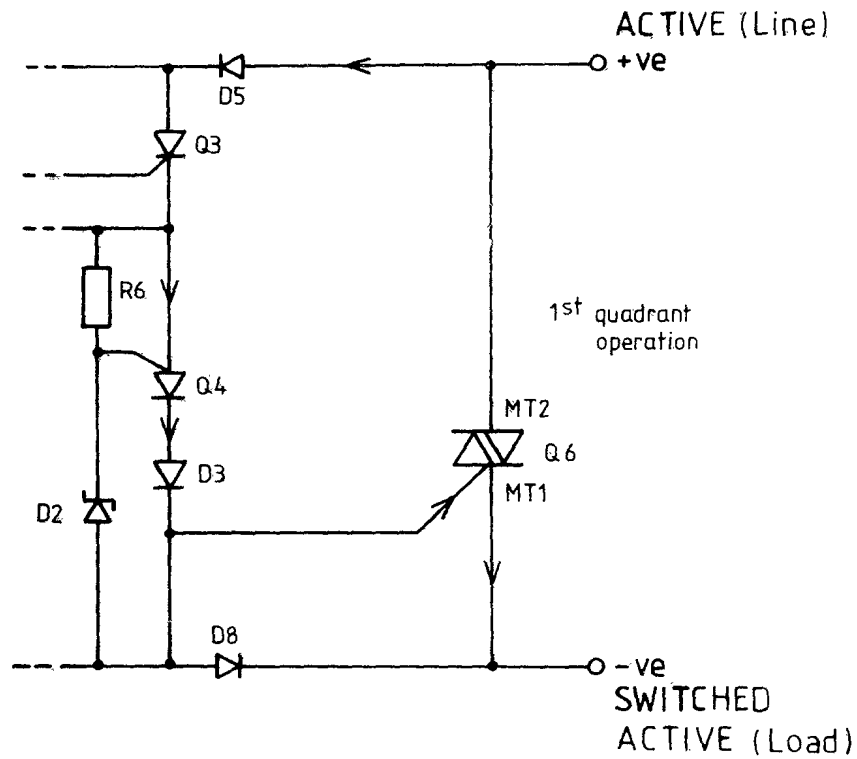 ACTIVE (Line)
+ve
D5
Q3
R6
1st quadrant
operation
Q4
MT2
Q6
D3
MT1
D2
D8
-ve
SWITCHED
ACTIVE (Load)